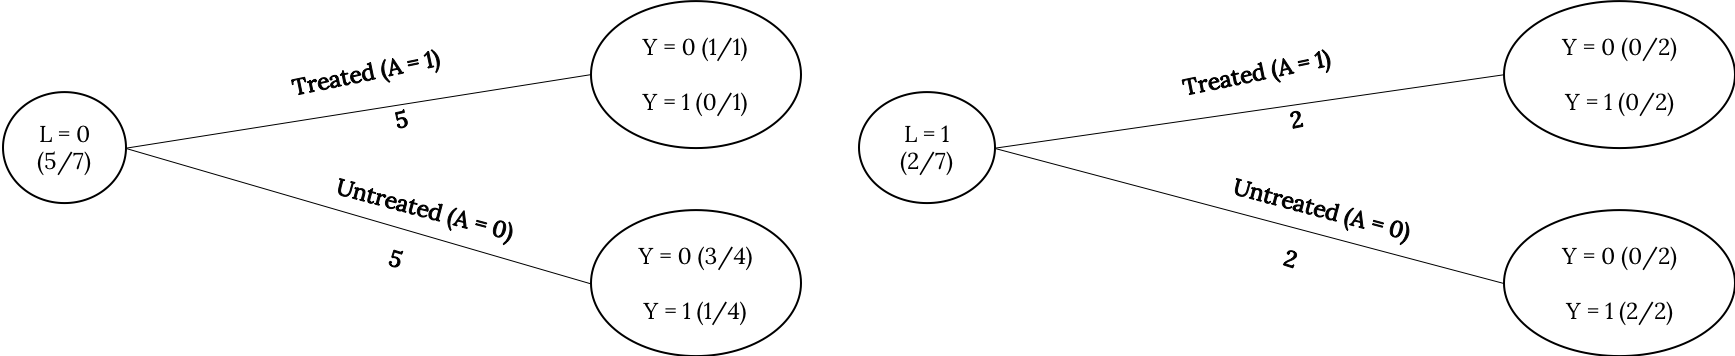 L = 0
(5/7)
Treated (A = 1)
5
Y = 0 (1/1)
Y = 1 (0/1)
Untreated (A = 0)
5
Y = 0 (3/4)
Y = 1 (1/4)
L = 1
(2/7)
Treated (A = 1)
2
Y = 0 (0/2)
Y = 1 (0/2)
Untreated (A = 0)
2
Y = 0 (0/2)
Y = 1 (2/2)